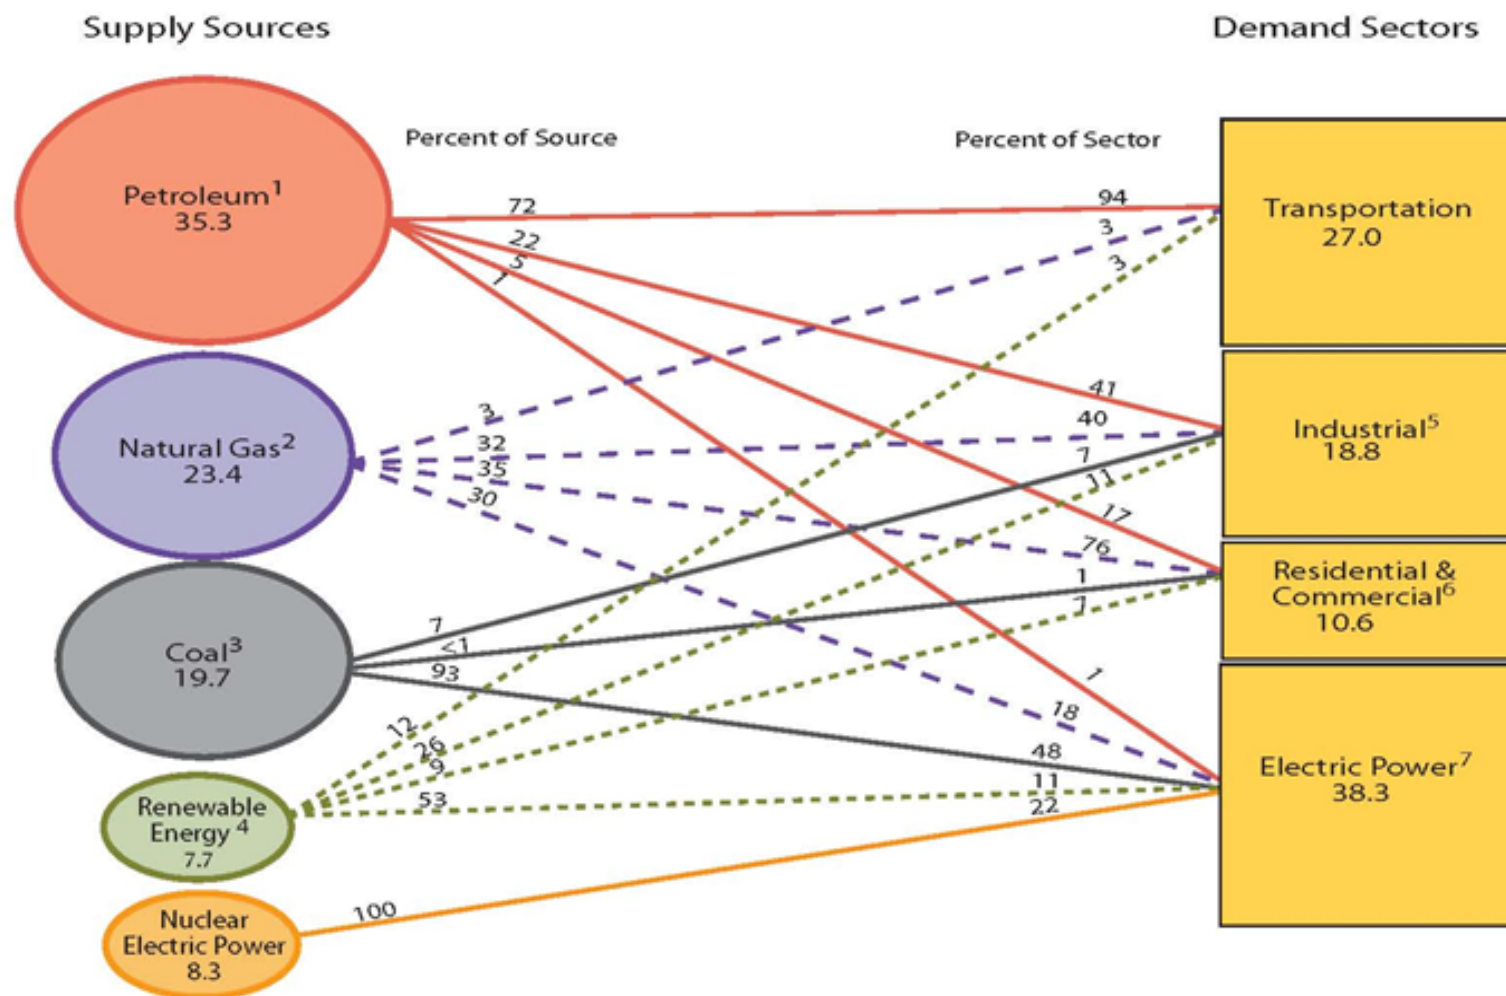 Supply Sources
Demand Sectors
Percent of Source
Percent of Sector
Petroleum1
35.3
72
22
5
1
94
3
3
Transportation
27.0
Natural Gas2
23.4
3
32
35
30
41
40
7
11
Industrial5
18.8
Coal3
19.7
7
<1
93
17
76
1
7
Residential &
Commercial6
10.6
Renewable
Energy 4
7.7
12
26
9
53
1
18
48
11
22
Electric Power7
38.3
Nuclear
Electric Power
8.3
100